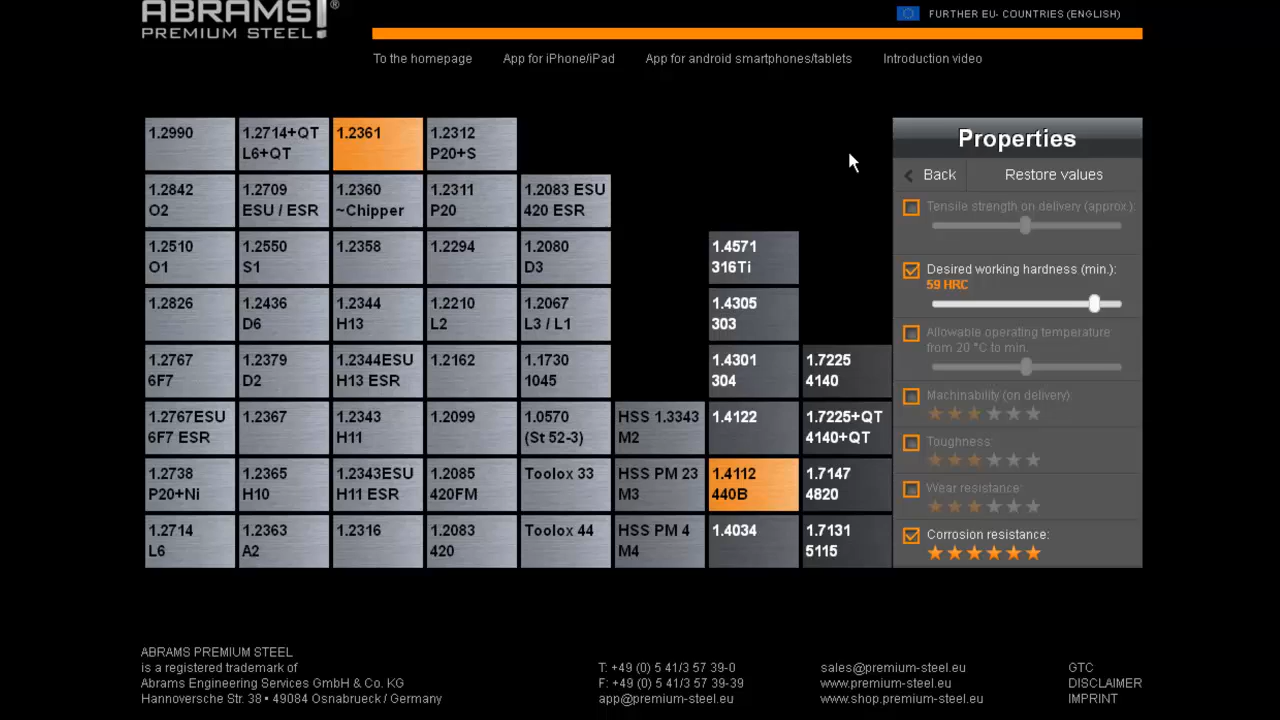 ABRAMS!®
PREMIUM STEEL
FURTHER EU- COUNTRIES (ENGLISH)
To the homepage
App for iPhone/iPad
App for android smartphones/tablets
Introduction video
1.2990
1.2714+QT
L6+QT
1.2361
1.2312
P20+S
1.2842
O2
1.2709
ESU / ESR
1.2360
~Chipper
1.2311
P20
1.2083 ESU
420 ESR
1.2510
O1
1.2550
S1
1.2358
1.2294
1.2080
D3
1.4571
316Ti
1.2826
1.2436
D6
1.2344
H13
1.2210
L2
1.2067
L3 / L1
1.4305
303
1.2767
6F7
1.2379
D2
1.2344ESU
H13 ESR
1.2162
1.1730
1045
1.4301
304
1.7225
4140
1.2767ESU
6F7 ESR
1.2367
1.2343
H11
1.2099
1.0570
(St 52-3)
HSS 1.3343
M2
1.4122
1.7225+QT
4140+QT
1.2738
P20+Ni
1.2365
H10
1.2343ESU
H11 ESR
1.2085
420FM
Toolox 33
HSS PM 23
M3
1.4112
440B
1.7147
4820
1.2714
L6
1.2363
A2
1.2316
1.2083
420
Toolox 44
HSS PM 4
M4
1.4034
1.7131
5115
Properties
Back
Restore values
Tensile strength on delivery (approx.):
Desired working hardness (min.):
59 HRC
Allowable operating temperature
from 20 °C to min.
Machinability (on delivery)
Toughness:
Wear resistance:
Corrosion resistance:
ABRAMS PREMIUM STEEL
is a registered trademark of
Abrams Engineering Services GmbH & Co. KG
Hannoversche Str. 38 • 49084 Osnabrueck / Germany
T: +49 (0) 5 41/3 57 39-0
F: +49 (0) 5 41/3 57 39-39
app@premium-steel.eu
sales@premium-steel.eu
www.premium-steel.eu
www.shop.premium-steel.eu
GTC
DISCLAIMER
IMPRINT